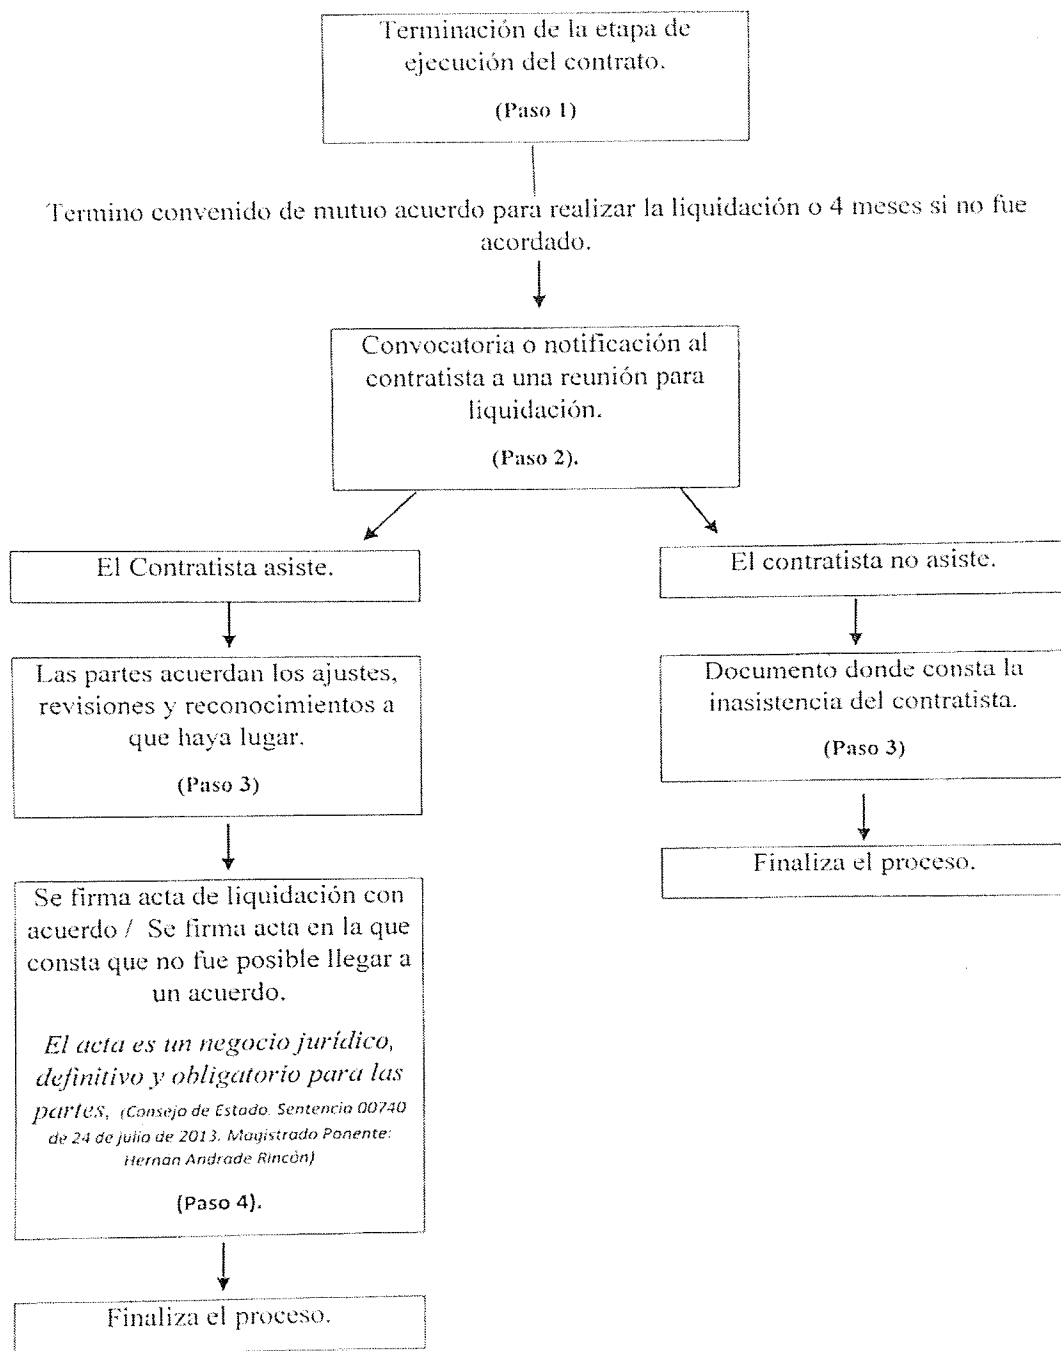 Terminación de la etapa de
ejecución del contrato.
(Paso 1)
Termino convenido de mutuo acuerdo para realizar la liquidación o 4 meses si no fue
acordado.
Convocatoria o notificación al
contratista a una reunión para
liquidación.
(Paso 2).
El Contratista asiste.
Las partes acuerdan los ajustes,
revisiones y reconocimientos a
que haya lugar.
(Paso 3)
Se firma acta de liquidación con
acuerdo / Se firma acta en la que
consta que no fue posible llegar a
un acuerdo.
El acta es un negocio jurídico,
definitivo y obligatorio para las
partes, (Consejo de Estado. Sentencia 00740
de 24 de julio de 2013. Magistrado Ponente:
Hernán Andrade Rincón)
(Paso 4).
Finaliza el proceso.
El contratista no asiste.
Documento donde consta la
inasistencia del contratista.
(Paso 3)
Finaliza el proceso.